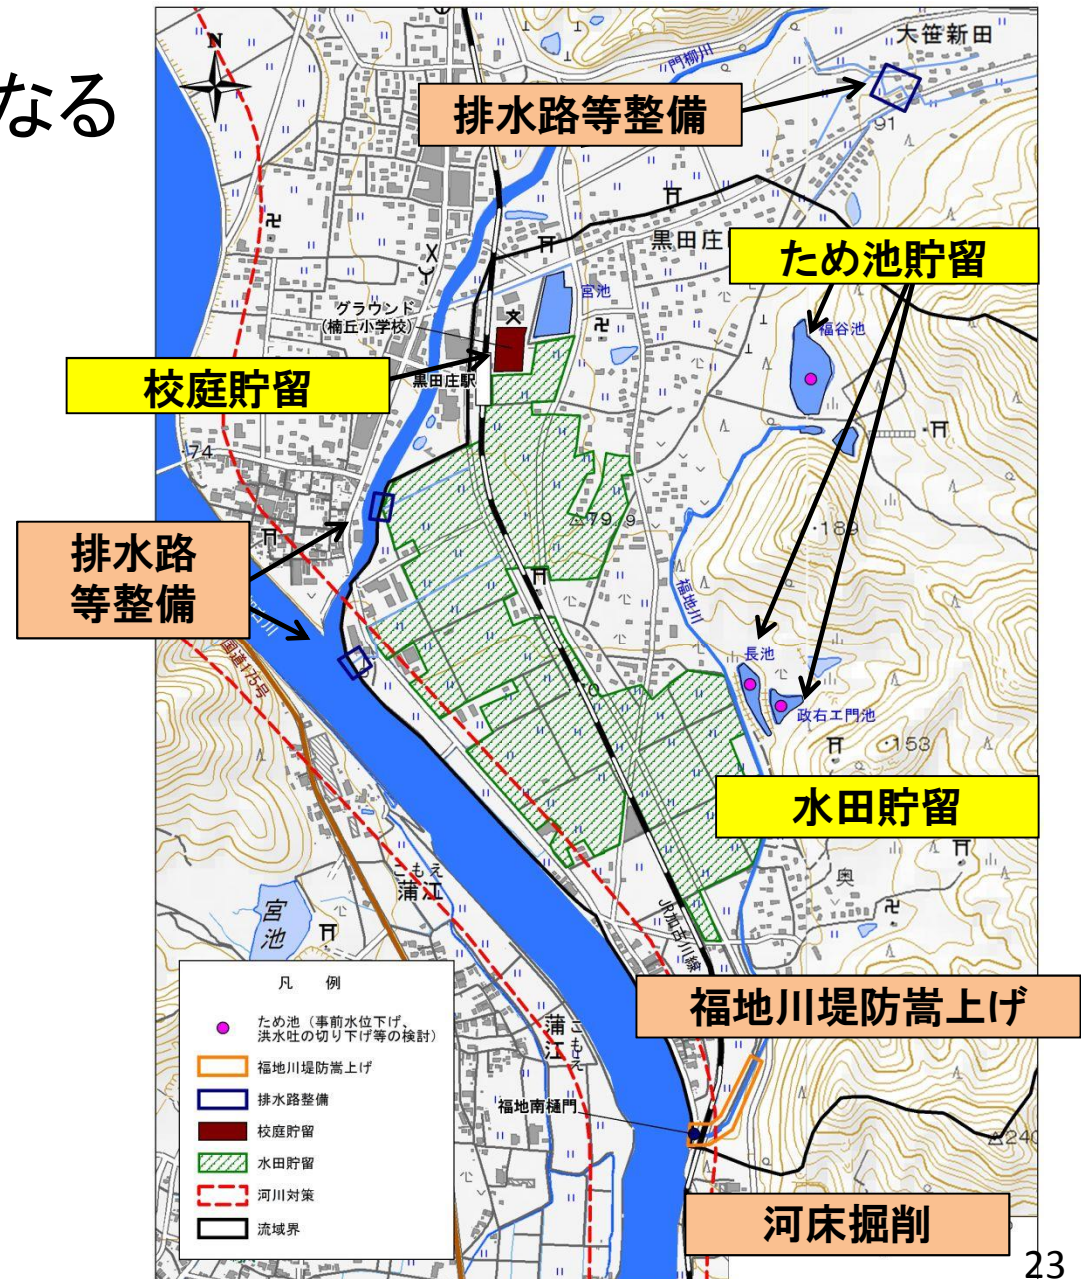 なる
N
門柳川
大笹新田
排水路等整備
91
黒田庄
ため池貯留
宮池
グラウンド
(楠丘小学校)
福谷池
校庭貯留
黒田庄駅
74
79.9
189
排水路
等整備
福地川
国道175号
長池
政右エ門池
153
水田貯留
こもえ
蒲江
奥
宮池
JR加古川線
福地川堤防嵩上げ
蒲江
こもえ
福地南樋門
240
河床掘削
凡 例
ため池(事前水位下げ、
洪水吐の切り下げ等の検討)
福地川堤防嵩上げ
排水路整備
校庭貯留
水田貯留
河川対策
流域界
23